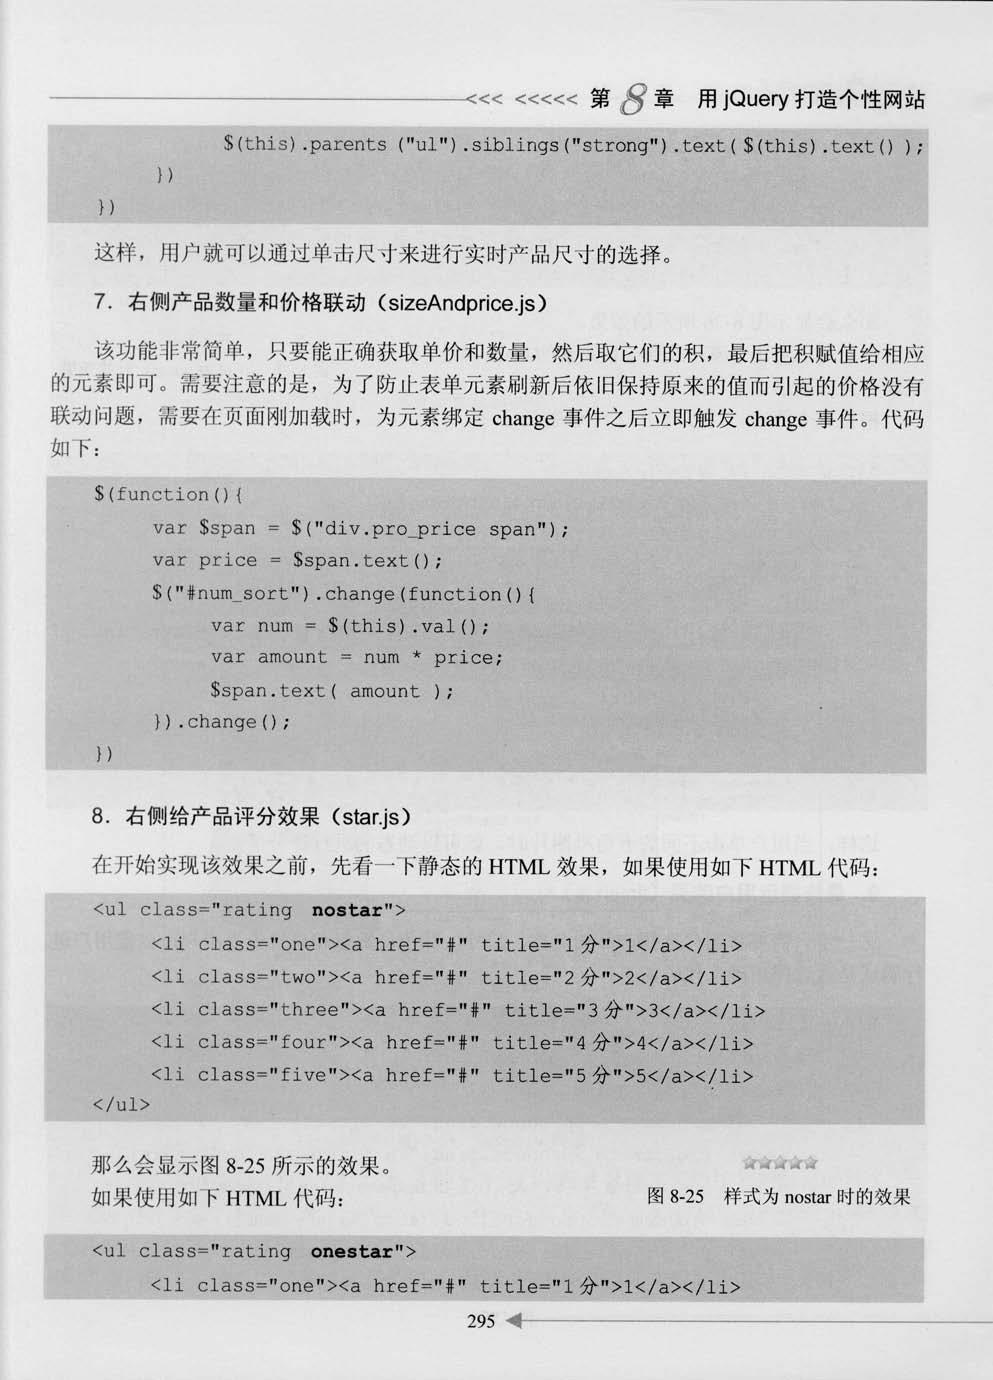 <<< <<<<< 第8章 用 jQuery 打造个性网站
$(this).parents ("ul").siblings("strong").text( $(this).text() );
})
})
这样，用户就可以通过单击尺寸来进行实时产品尺寸的选择。
7．右侧产品数量和价格联动（sizeAndprice.js）
该功能非常简单，只要能正确获取单价和数量，然后取它们的积，最后把积赋值给相应
的元素即可。需要注意的是，为了防止表单元素刷新后依旧保持原来的值而引起的价格没有
联动问题，需要在页面刚加载时，为元素绑定 change 事件之后立即触发 change 事件。代码
如下：
$(function(){
var $span = $("div.pro_price span");
var price = $span.text();
$("#num_sort").change(function(){
var num = $(this).val();
var amount = num * price;
$span.text( amount );
}).change();
})
8．右侧给产品评分效果（star.js）
在开始实现该效果之前，先看一下静态的 HTML 效果，如果使用如下 HTML 代码：
<ul class="rating nostar">
<li class="one"><a href="#" title="1分">1</a></li>
<li class="two"><a href="#" title="2分">2</a></li>
<li class="three"><a href="#" title="3分">3</a></li>
<li class="four"><a href="#" title="4分">4</a></li>
<li class="five"><a href="#" title="5分">5</a></li>
</ul>
那么会显示图 8-25 所示的效果。
如果使用如下 HTML 代码：
图 8-25 样式为 nostar 时的效果
<ul class="rating onestar">
<li class="one"><a href="#" title="1分">1</a></li>
295